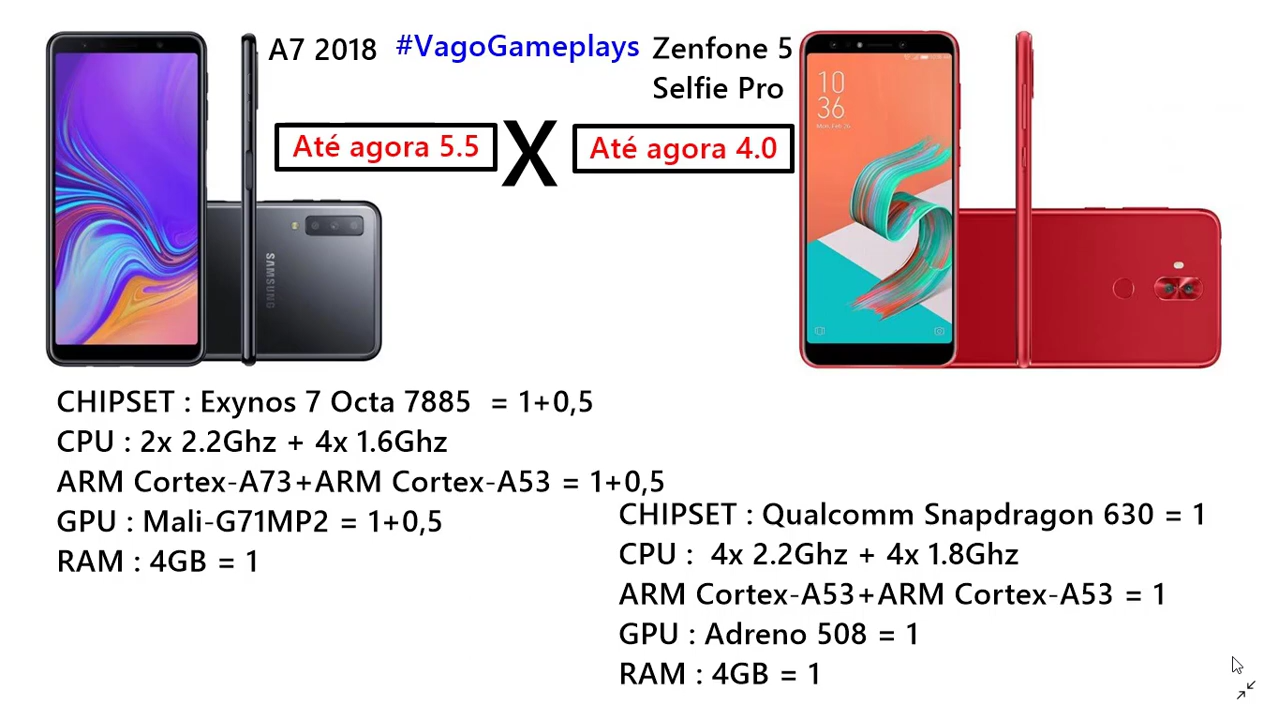 A7 2018
#VagoGameplays
Zenfone 5
Selfie Pro
Até agora 5.5
X
Até agora 4.0
10
36
SAMSUNG
CHIPSET : Exynos 7 Octa 7885 = 1+0,5
CPU : 2x 2.2Ghz + 4x 1.6Ghz
ARM Cortex-A73+ARM Cortex-A53 = 1+0,5
GPU : Mali-G71MP2 = 1+0,5
RAM : 4GB = 1
CHIPSET : Qualcomm Snapdragon 630 = 1
CPU : 4x 2.2Ghz + 4x 1.8Ghz
ARM Cortex-A53+ARM Cortex-A53 = 1
GPU : Adreno 508 = 1
RAM : 4GB = 1